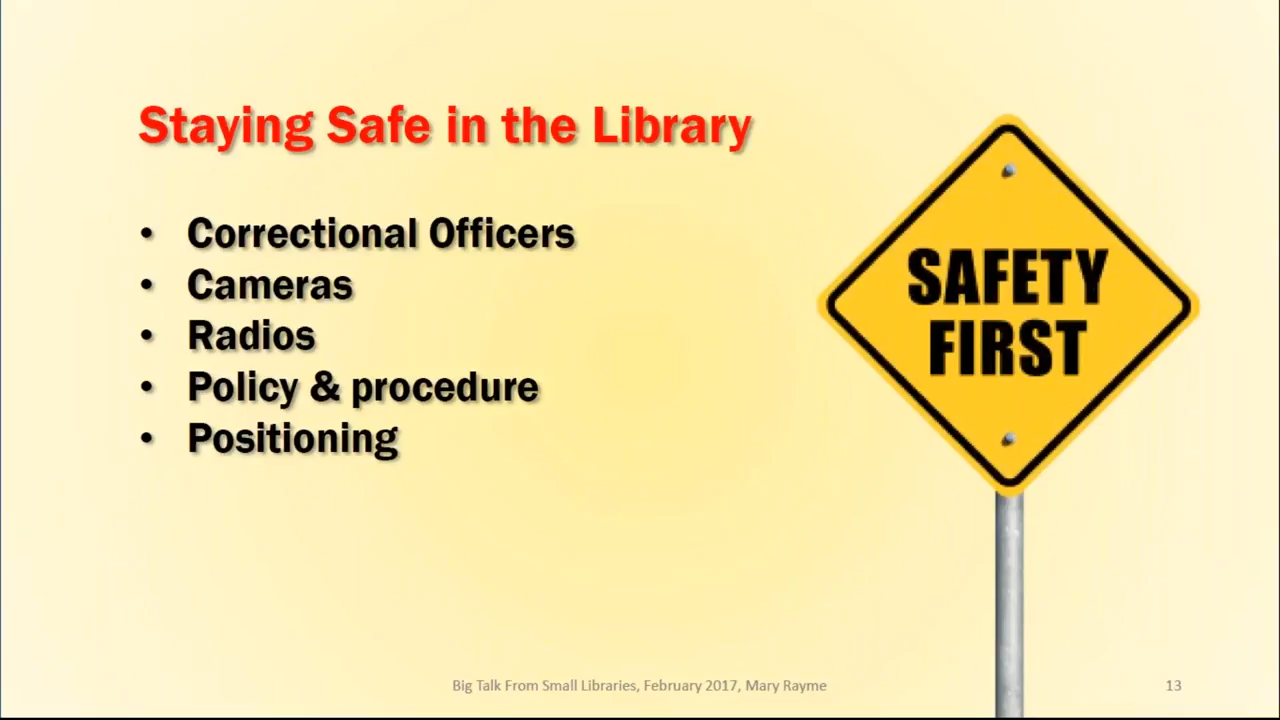 Staying Safe in the Library
• Correctional Officers
• Cameras
• Radios
• Policy & procedure
• Positioning
SAFETY
FIRST
Big Talk From Small Libraries, February 2017, Mary Rayme
13